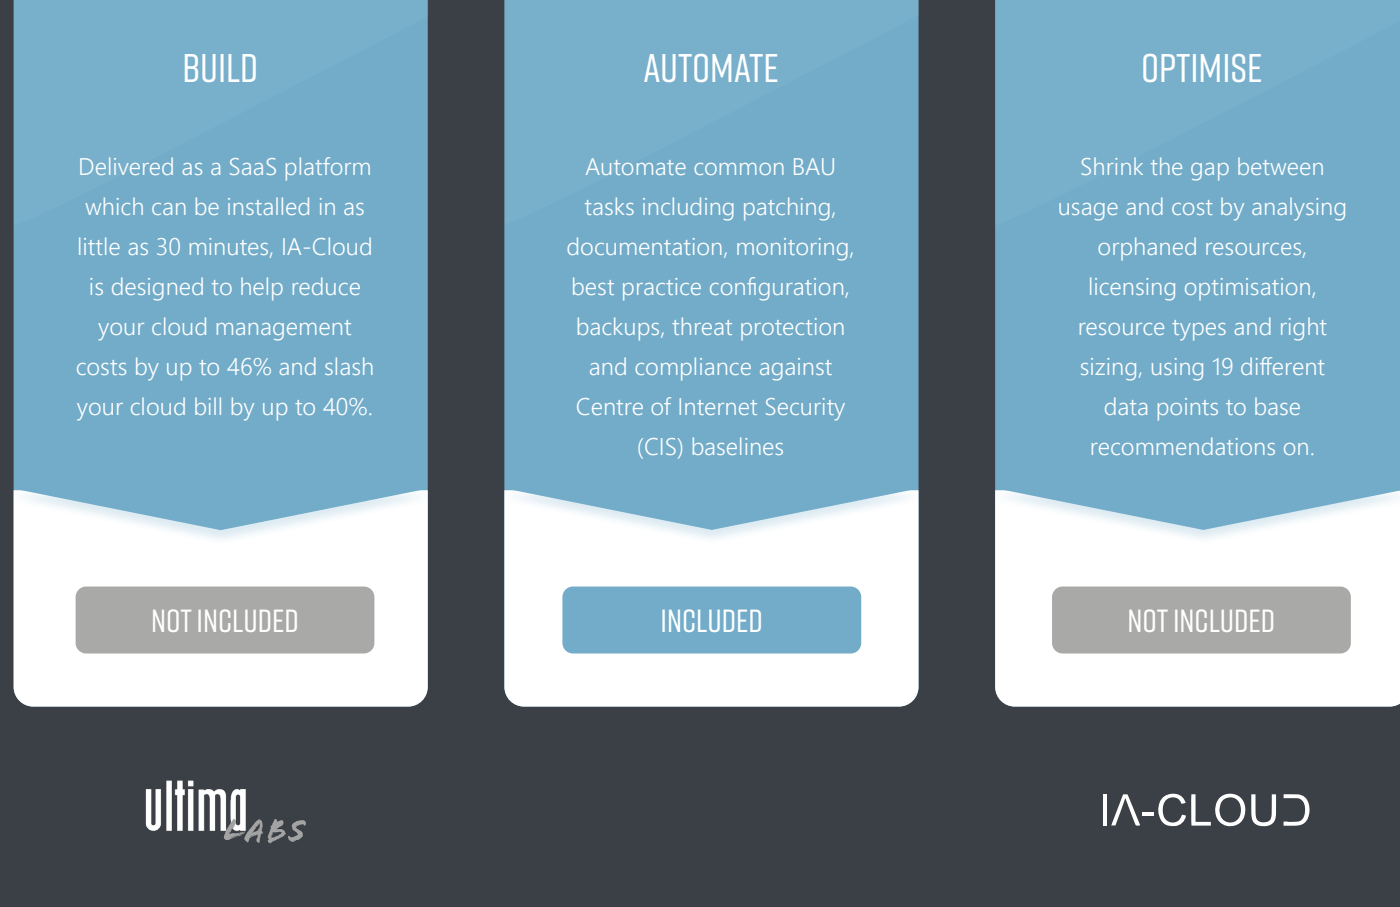 BUILD
Delivered as a SaaS platform
which can be installed in as
little as 30 minutes, IA-Cloud
is designed to help reduce
your cloud management
costs by up to 46% and slash
your cloud bill by up to 40%.
NOT INCLUDED
AUTOMATE
Automate common BAU
tasks including patching,
documentation, monitoring,
best practice configuration,
backups, threat protection
and compliance against
Centre of Internet Security
(CIS) baselines
INCLUDED
OPTIMISE
Shrink the gap between
usage and cost by analysing
orphaned resources,
licensing optimisation,
resource types and right
sizing, using 19 different
data points to base
recommendations on.
NOT INCLUDED
ultima
LABS
IA-CLOUD